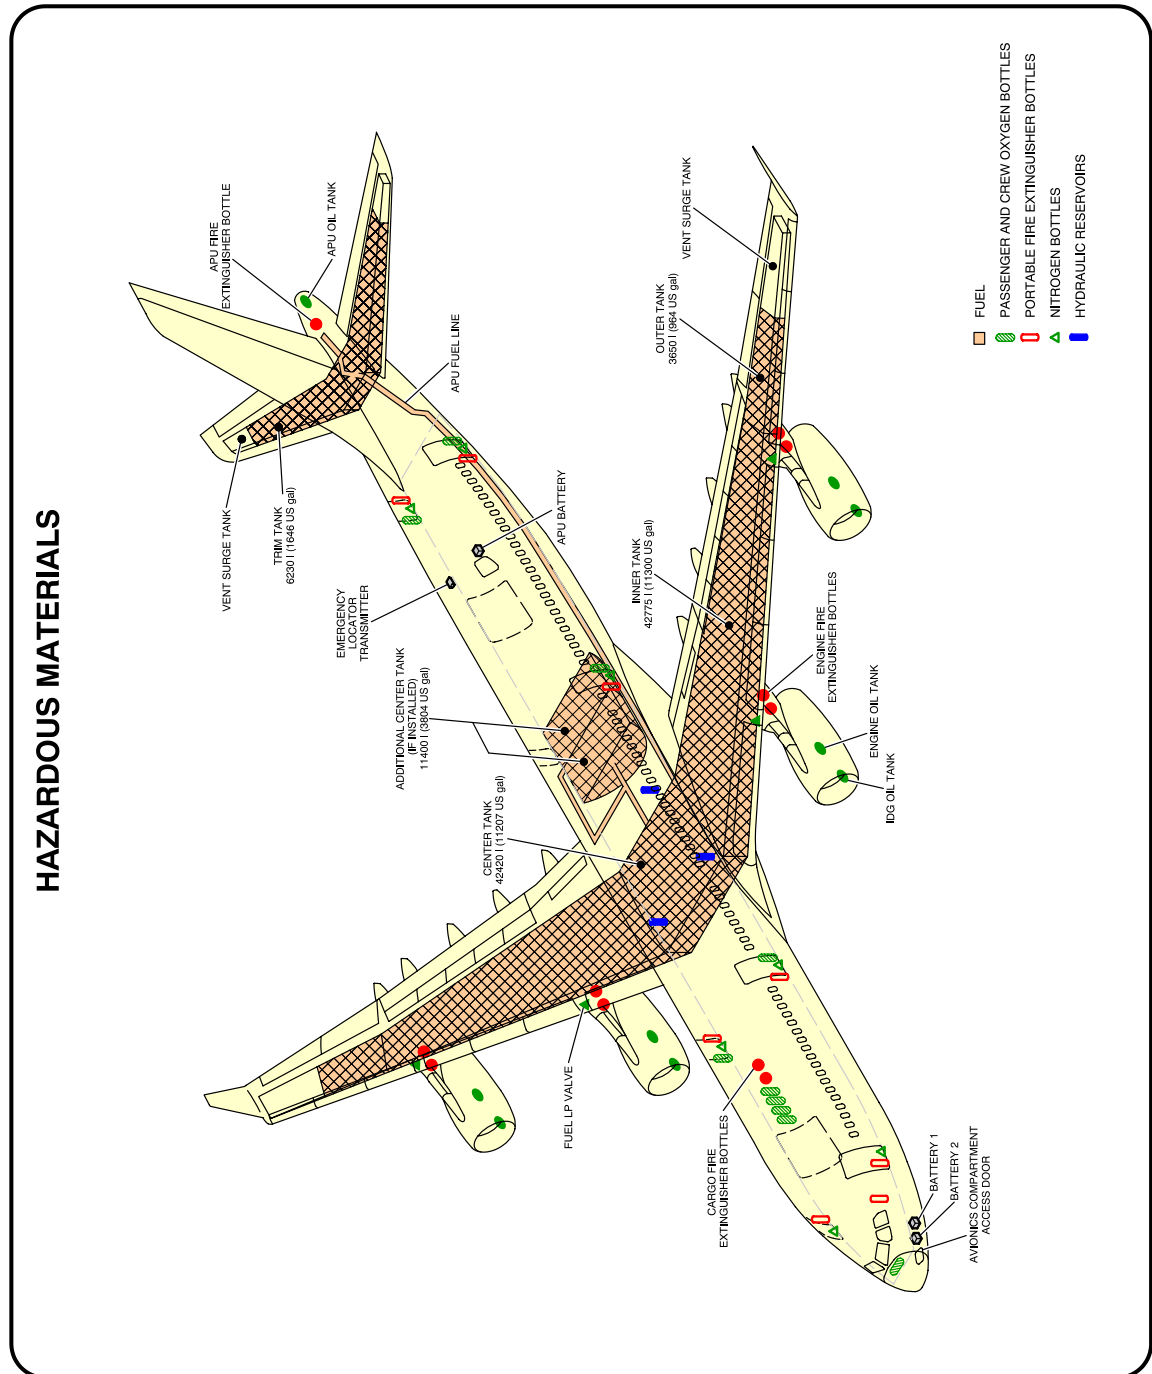 HAZARDOUS MATERIALS
VENT SURGE TANK
TRIM TANK
6230 l (1646 US gal)
APU FIRE
EXTINGUISHER BOTTLE
APU OIL TANK
EMERGENCY
LOCATOR
TRANSMITTER
APU FUEL LINE
APU BATTERY
ADDITIONAL CENTER TANK
(IF INSTALLED)
11400 l (3804 US gal)
CENTER TANK
42420 l (11207 US gal)
INNER TANK
42775 l (11300 US gal)
OUTER TANK
3650 l (964 US gal)
VENT SURGE TANK
FUEL LP VALVE
CARGO FIRE
EXTINGUISHER BOTTLES
ENGINE FIRE
EXTINGUISHER BOTTLES
ENGINE OIL TANK
IDG OIL TANK
BATTERY 1
BATTERY 2
AVIONICS COMPARTMENT
ACCESS DOOR
FUEL
PASSENGER AND CREW OXYGEN BOTTLES
PORTABLE FIRE EXTINGUISHER BOTTLES
NITROGEN BOTTLES
HYDRAULIC RESERVOIRS